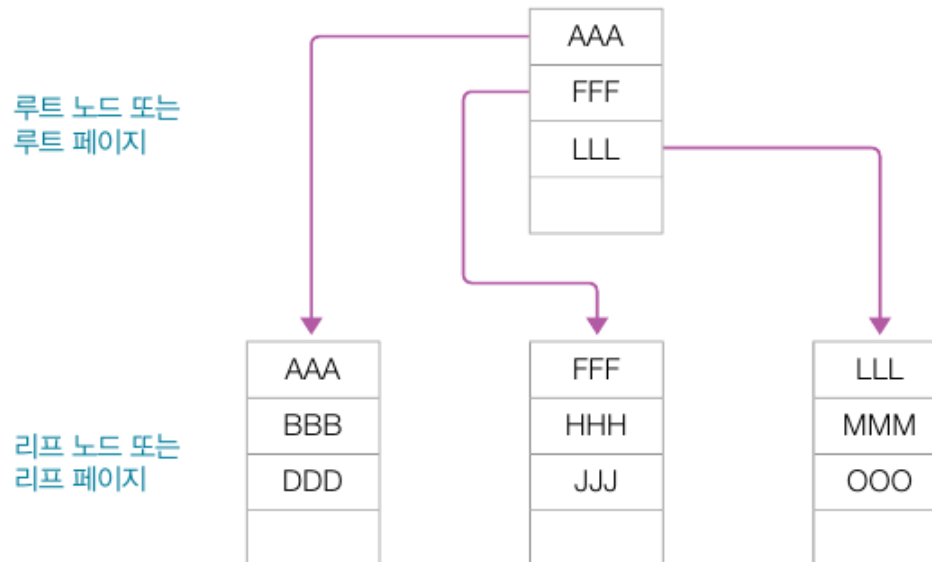 AAA
FFF
LLL
루트 노드 또는
루트 페이지
AAA
BBB
DDD
FFF
HHH
JJJ
LLL
MMM
OOO
리프 노드 또는
리프 페이지